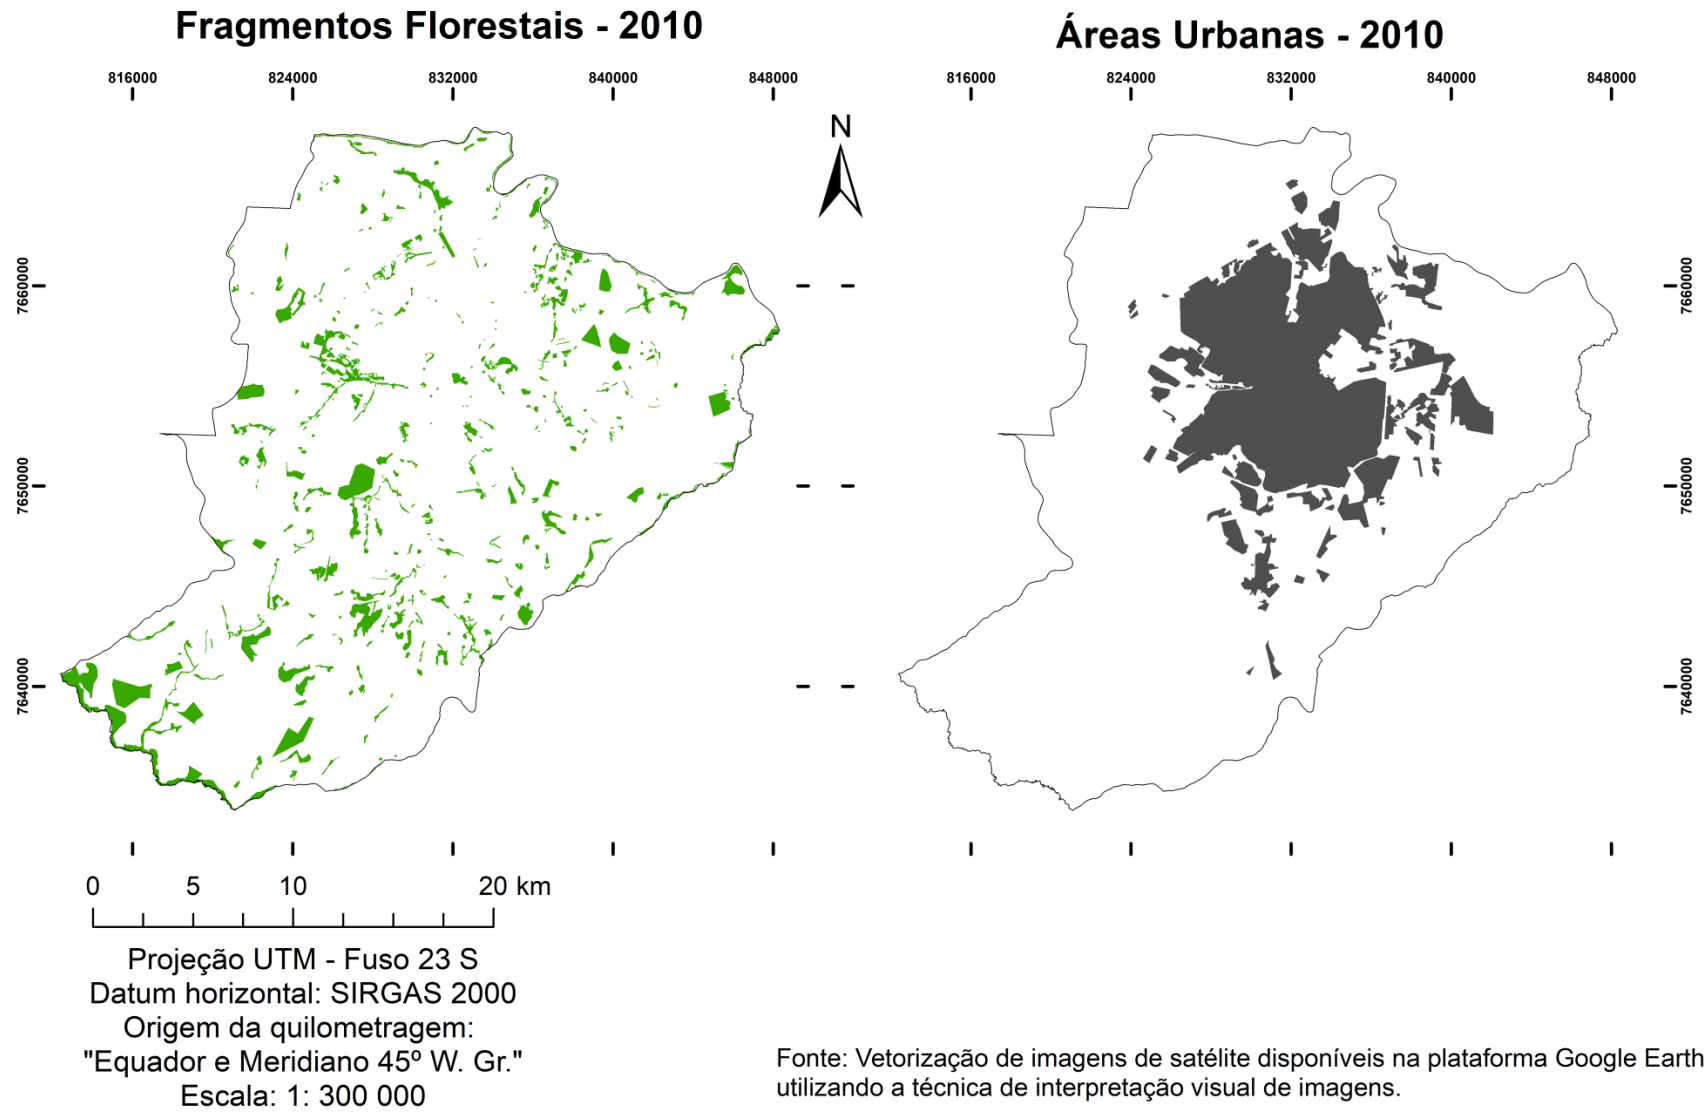 Fragmentos Florestais - 2010
Áreas Urbanas - 2010
816000 824000 832000 840000 848000
816000 824000 832000 840000 848000
N
7660000
7650000
7640000
7660000
7650000
7640000
0 5 10 20 km
Projeção UTM - Fuso 23 S
Datum horizontal: SIRGAS 2000
Origem da quilometragem:
"Equador e Meridiano 45º W. Gr."
Escala: 1: 300 000
Fonte: Vetorização de imagens de satélite disponíveis na plataforma Google Earth
utilizando a técnica de interpretação visual de imagens.